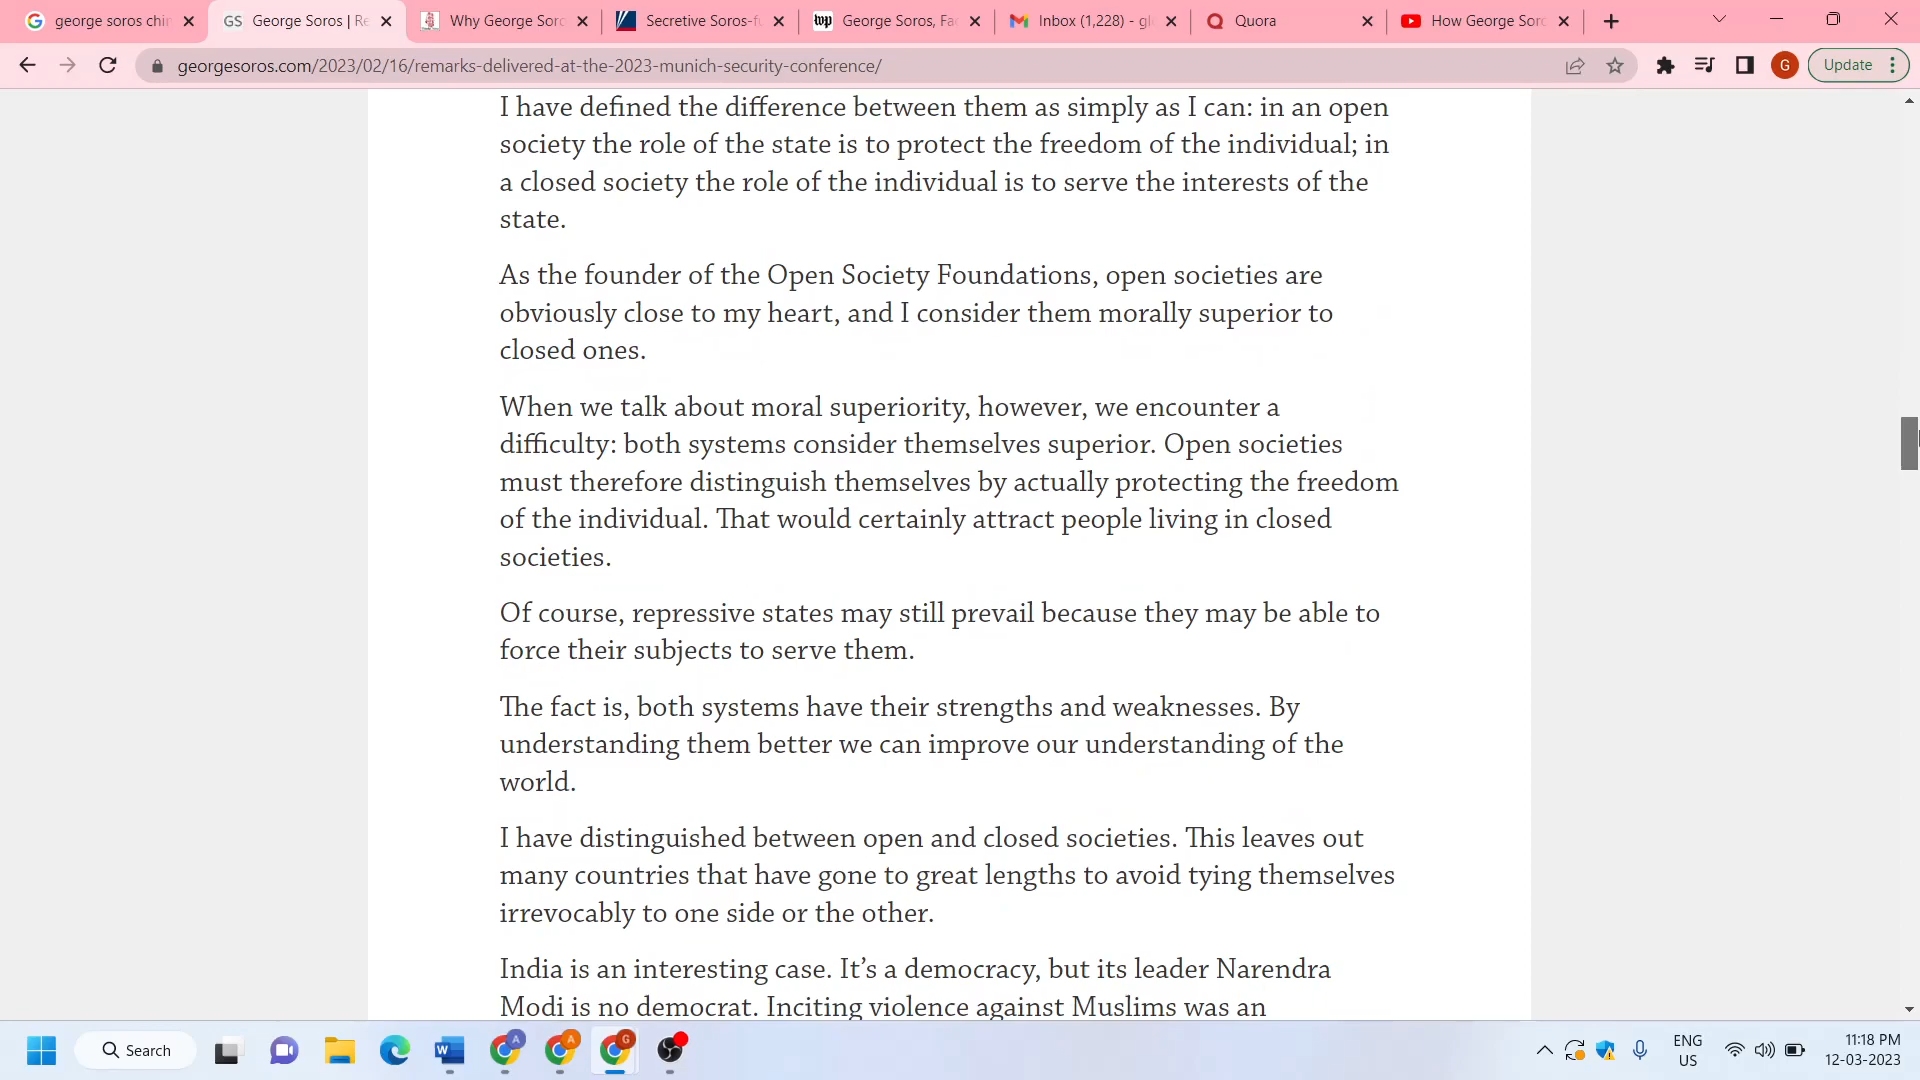 george soros chi
George Soros | Re
Why George Soro
Secretive Soros-f
George Soros, Fa
Inbox (1,228) - gl
Quora
How George Soro
georgesoros.com/2023/02/16/remarks-delivered-at-the-2023-munich-security-conference/
G
Update
I have defined the difference between them as simply as I can: in an open
society the role of the state is to protect the freedom of the individual; in
a closed society the role of the individual is to serve the interests of the
state.
As the founder of the Open Society Foundations, open societies are
obviously close to my heart, and I consider them morally superior to
closed ones.
When we talk about moral superiority, however, we encounter a
difficulty: both systems consider themselves superior. Open societies
must therefore distinguish themselves by actually protecting the freedom
of the individual. That would certainly attract people living in closed
societies.
Of course, repressive states may still prevail because they may be able to
force their subjects to serve them.
The fact is, both systems have their strengths and weaknesses. By
understanding them better we can improve our understanding of the
world.
I have distinguished between open and closed societies. This leaves out
many countries that have gone to great lengths to avoid tying themselves
irrevocably to one side or the other.
India is an interesting case. It's a democracy, but its leader Narendra
Modi is no democrat. Inciting violence against Muslims was an
Search
ENG
US
11:18 PM
12-03-2023